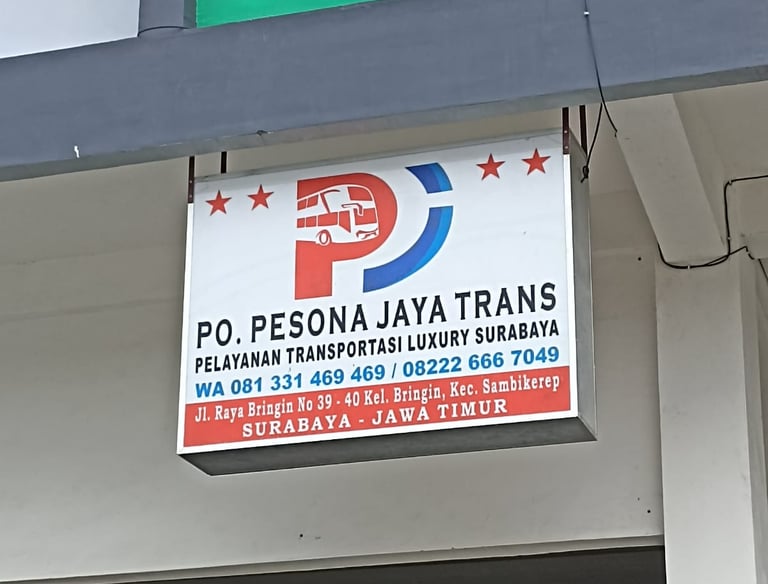 PO. PESONA JAYA TRANS
PELAYANAN TRANSPORTASI LUXURY SURABAYA
WA 081 331 469 469 / 08222 666 7049
Jl. Raya Bringin No 39 - 40 Kel. Bringin, Kec. Sambikerep
SURABAYA - JAWA TIMUR